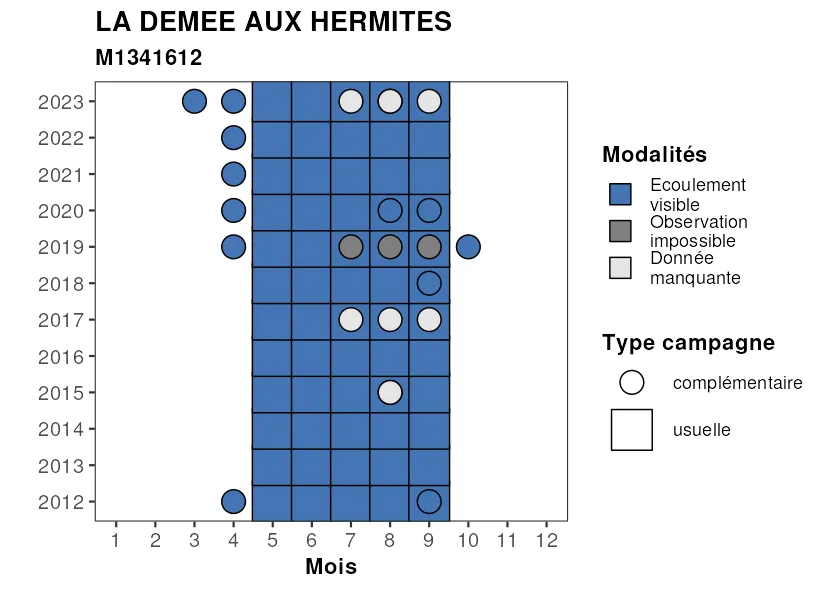 LA DEMEE AUX HERMITES
M1341612
2023
2022
2021
2020
2019
2018
2017
2016
2015
2014
2013
2012
1 2 3 4 5 6 7 8 9 10 11 12
Mois
Modalités
Ecoulement
visible
Observation
impossible
Donnée
manquante
Type campagne
complémentaire
usuelle